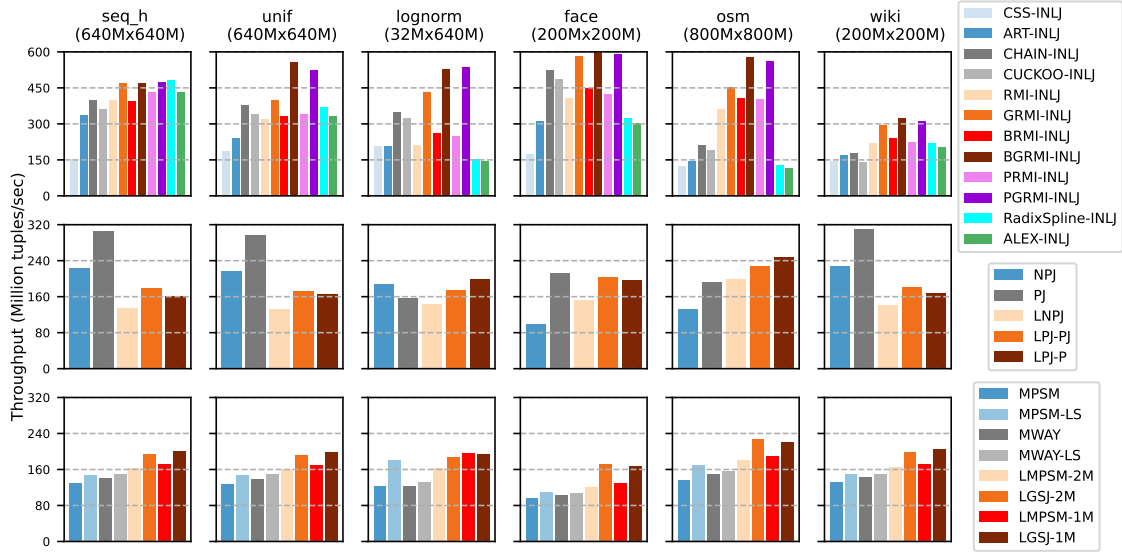 seq_h
(640Mx640M)
unif
(640Mx640M)
lognorm
(32Mx640M)
face
(200Mx200M)
osm
(800Mx800M)
wiki
(200Mx200M)
Throughput (Million tuples/sec)
600
450
300
150
0
320
240
160
80
0
320
240
160
80
0
CSS-INLJ
ART-INLJ
CHAIN-INLJ
CUCKOO-INLJ
RMI-INLJ
GRMI-INLJ
BRMI-INLJ
BGRMI-INLJ
PRMI-INLJ
PGRMI-INLJ
RadixSpline-INLJ
ALEX-INLJ
NPJ
PJ
LNPJ
LPJ-PJ
LPJ-P
MPSM
MPSM-LS
MWAY
MWAY-LS
LMPSM-2M
LGSJ-2M
LMPSM-1M
LGSJ-1M